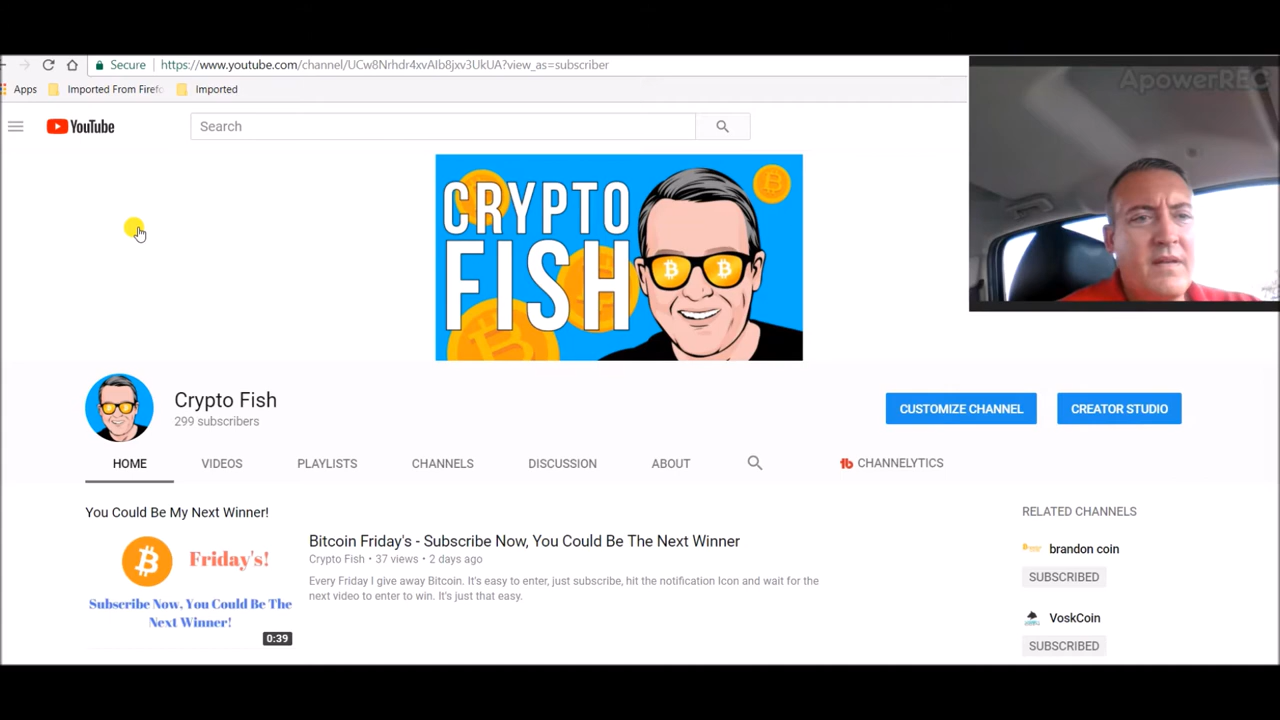 ApowerREC
Secure https://www.youtube.com/channel/UCw8Nrhdr4xvAIb8jxv3UkUA?view_as=subscriber
Apps Imported From Firefo Imported
YouTube
Search
CRYPTO
FISH
Crypto Fish
299 subscribers
CUSTOMIZE CHANNEL
CREATOR STUDIO
HOME VIDEOS PLAYLISTS CHANNELS DISCUSSION ABOUT tb CHANNELYTICS
You Could Be My Next Winner!
Friday's!
Subscribe Now, You Could Be The
Next Winner!
0:39
Bitcoin Friday's - Subscribe Now, You Could Be The Next Winner
Crypto Fish • 37 views • 2 days ago
Every Friday I give away Bitcoin. It's easy to enter, just subscribe, hit the notification Icon and wait for the
next video to enter to win. It's just that easy.
RELATED CHANNELS
brandon coin
SUBSCRIBED
VoskCoin
SUBSCRIBED